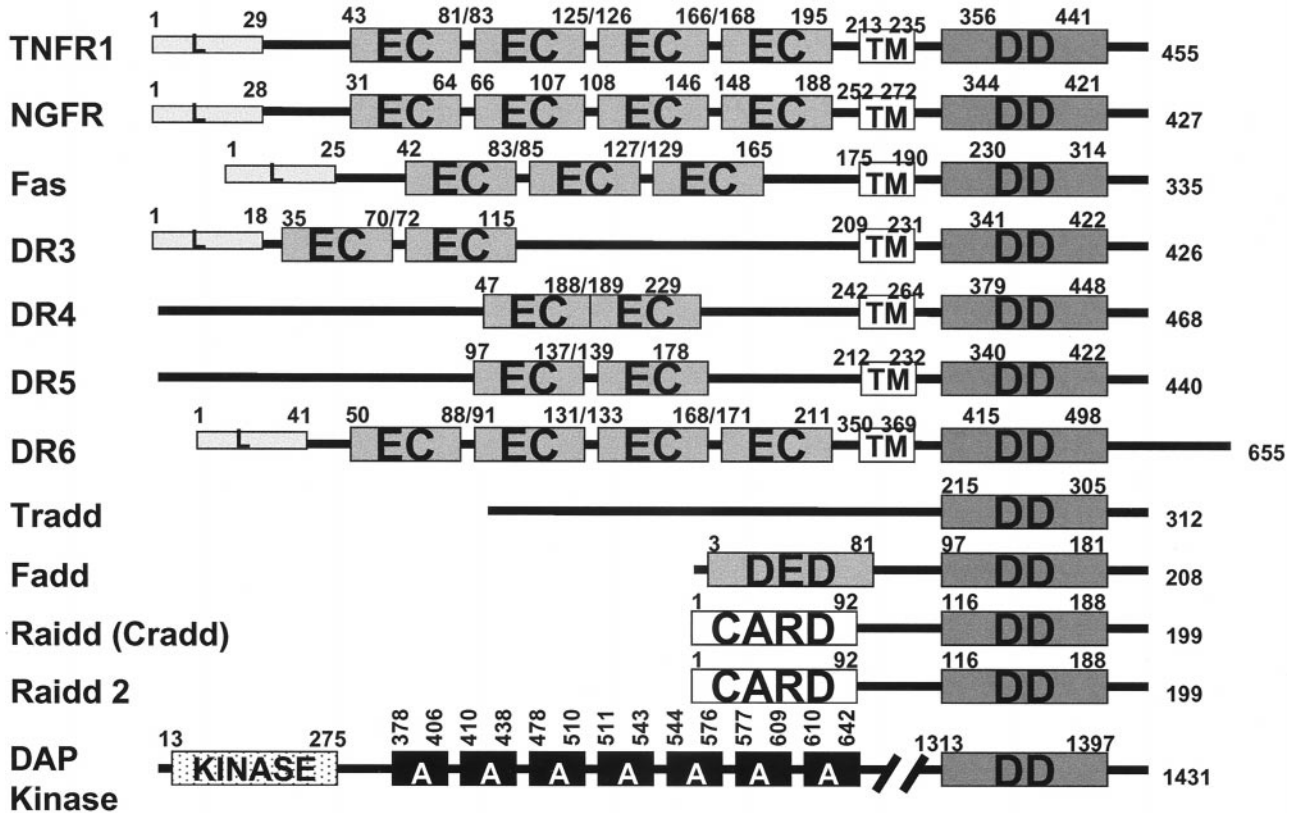 1 29 43 81/83 125/126 166/168 195 213 235 356 441
TNFR1 L EC EC EC EC TM DD 455
1 28 31 64 66 107 108 146 148 188 252 272 344 421
NGFR L EC EC EC EC TM DD 427
1 25 42 83/85 127/129 165 175 190 230 314
Fas L EC EC EC TM DD 335
1 18 35 70/72 115 209 231 341 422
DR3 L EC EC TM DD 426
47 188/189 229 242 264 379 448
DR4 EC EC TM DD 468
97 137/139 178 212 232 340 422
DR5 EC EC TM DD 440
1 41 50 88/91 131/133 168/171 211 350 369 415 498
DR6 L EC EC EC EC TM DD 655
215 305
Tradd DD 312
3 81 97 181
Fadd DED DD 208
1 92 116 188
Raidd (Cradd) CARD DD 199
1 92 116 188
Raidd 2 CARD DD 199
13 275 378 406 410 438 478 510 511 543 544 576 577 609 610 642 1313 1397
DAP KINASE A A A A A A A DD 1431
Kinase